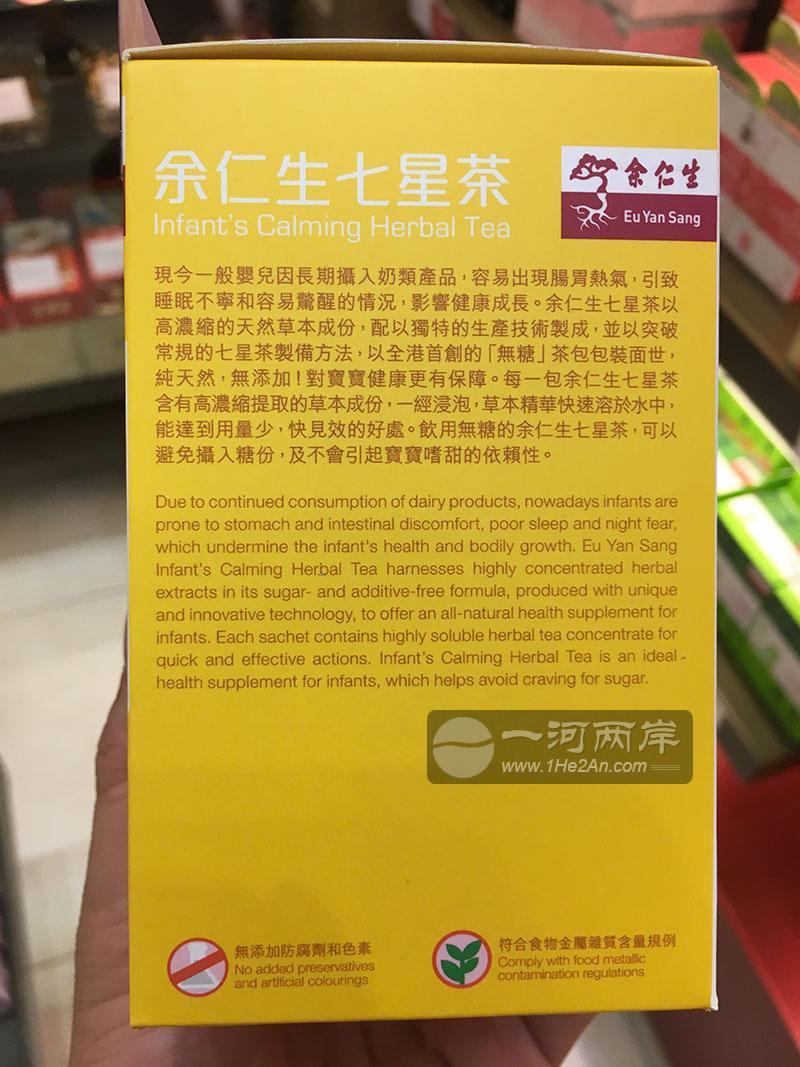 余仁生七星茶
Infant's Calming Herbal Tea
余仁生
Eu Yan Sang
現今一般嬰兒因長期攝入奶類產品，容易出現腸胃熱氣，引致
睡眠不寧和容易驚醒的情況，影響健康成長。余仁生七星茶以
高濃縮的天然草本成份，配以獨特的生產技術製成，並以突破
常規的七星茶製備方法，以全港首創的「無糖」茶包包裝面世，
純天然，無添加！對寶寶健康更有保障。每一包余仁生七星茶
含有高濃縮提取的草本成份，一經浸泡，草本精華快速溶於水中，
能達到用量少，快見效的好處。飲用無糖的余仁生七星茶，可以
避免攝入糖份，及不會引起寶寶嗜甜的依賴性。
Due to continued consumption of dairy products, nowadays infants are
prone to stomach and intestinal discomfort, poor sleep and night fear,
which undermine the infant's health and bodily growth. Eu Yan Sang
Infant's Calming Herbal Tea harnesses highly concentrated herbal
extracts in its sugar- and additive-free formula, produced with unique
and innovative technology, to offer an all-natural health supplement for
infants. Each sachet contains highly soluble herbal tea concentrate for
quick and effective actions. Infant's Calming Herbal Tea is an ideal
health supplement for infants, which helps avoid craving for sugar.
一河两岸
www.1He2An.com
無添加防腐劑和色素
No added preservatives
and artificial colourings
符合食物金屬雜質含量規例
Comply with food metallic
contamination regulations